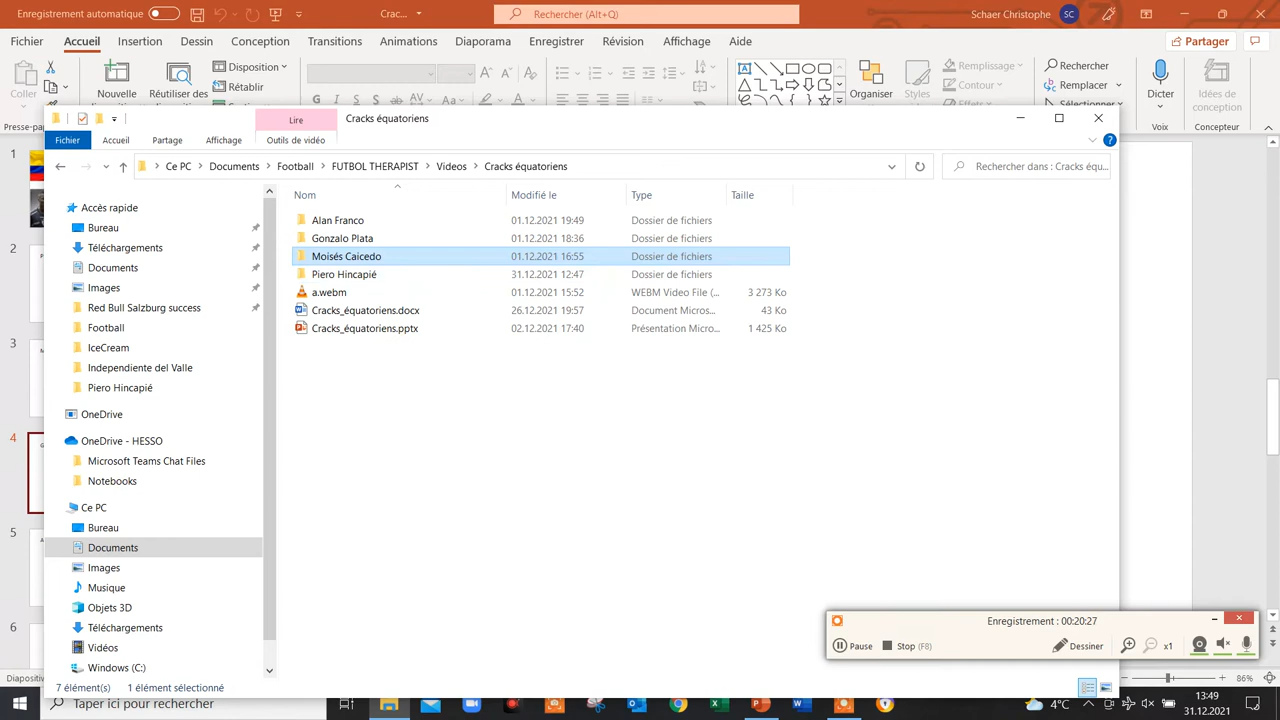 Enregistrement automatique
Crac...
Rechercher (Alt+Q)
Schaer Christophe
SC
Fichier
Accueil
Insertion
Dessin
Conception
Transitions
Animations
Diaporama
Enregistrer
Révision
Affichage
Aide
Partager
Coller
Nouvelle
Réutiliser des
Disposition
Rétablir
Organiser
Styles
Remplissage
Contour
Effets
Rechercher
Remplacer
Sélectionner
Dicter
Idées de
conception
G I S
Presse-pap
Voix
Concepteur
Lire
Cracks équatoriens
Fichier
Accueil
Partage
Affichage
Outils de vidéo
Ce PC
Documents
Football
FUTBOL THERAPIST
Videos
Cracks équatoriens
Rechercher dans : Cracks équ...
Nom
Modifié le
Type
Taille
Accès rapide
Bureau
Téléchargements
Documents
Images
Red Bull Salzbourg success
Football
IceCream
Independiente del Valle
Piero Hincapié
OneDrive
OneDrive - HESSO
Microsoft Teams Chat Files
Notebooks
Ce PC
Bureau
Documents
Images
Musique
Objets 3D
Téléchargements
Vidéos
Windows (C:)
Alan Franco 01.12.2021 19:49 Dossier de fichiers
Gonzalo Plata 01.12.2021 18:36 Dossier de fichiers
Moisés Caicedo 01.12.2021 16:55 Dossier de fichiers
Piero Hincapié 31.12.2021 12:47 Dossier de fichiers
a.webm 01.12.2021 15:52 WEBM Video File (... 3 273 Ko
Cracks_équatoriens.docx 26.12.2021 19:57 Document Micros... 43 Ko
Cracks_équatoriens.pptx 02.12.2021 17:40 Présentation Micro... 1 425 Ko
1
2
3
4
5
6
Enregistrement : 00:20:27
Pause
Stop (F8)
Dessiner
x1
7 élément(s)
1 élément sélectionné
Diapositiv
86%
Taper ici pour rechercher
4°C
13:49
31.12.2021